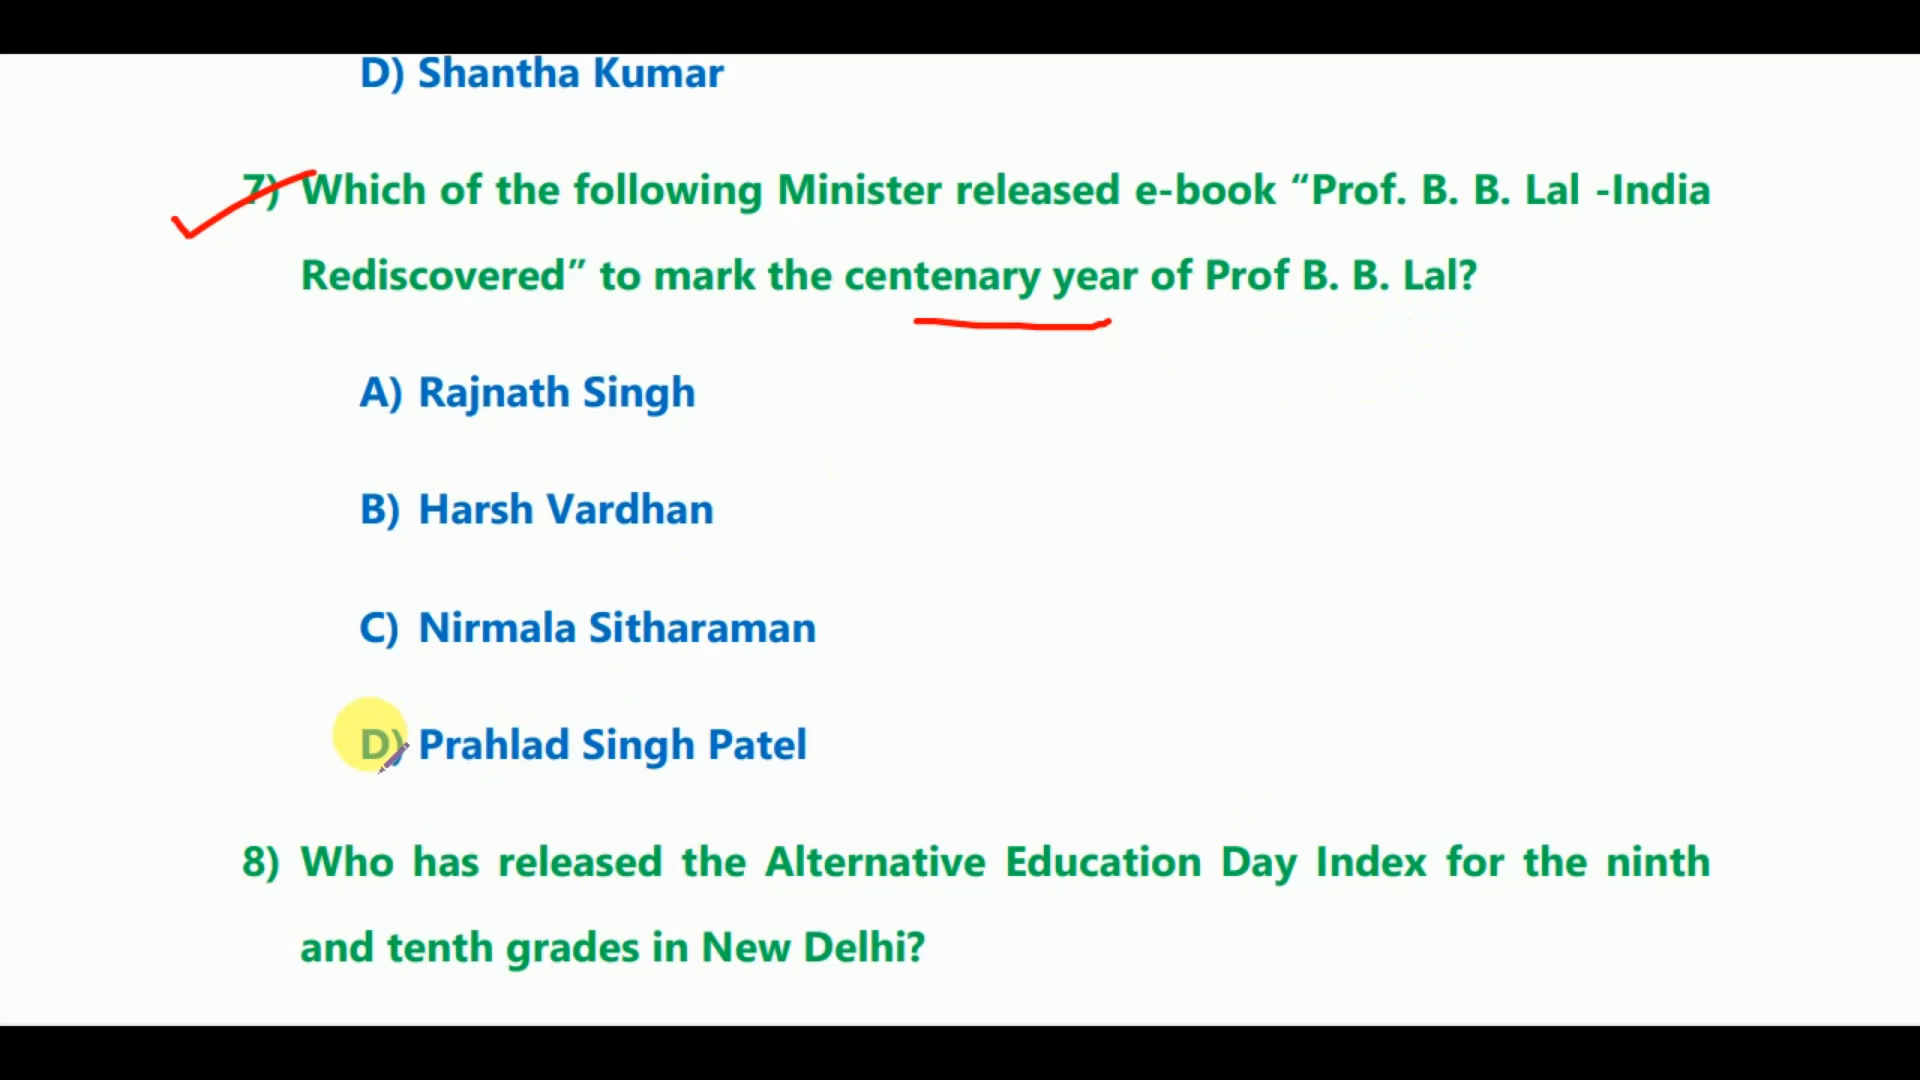 D) Shantha Kumar
7) Which of the following Minister released e-book “Prof. B. B. Lal -India
Rediscovered” to mark the centenary year of Prof B. B. Lal?
A) Rajnath Singh
B) Harsh Vardhan
C) Nirmala Sitharaman
D) Prahlad Singh Patel
8) Who has released the Alternative Education Day Index for the ninth
and tenth grades in New Delhi?